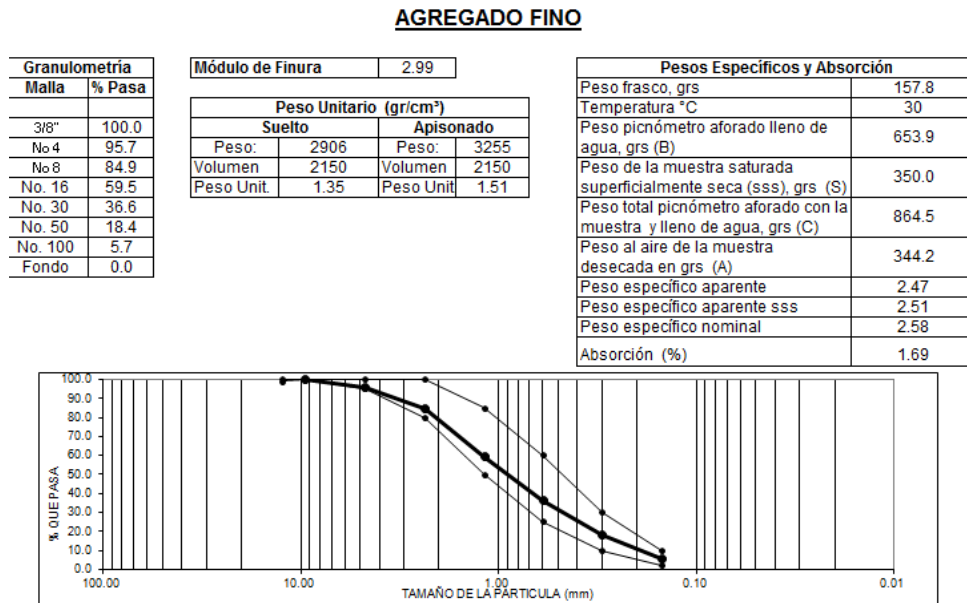 AGREGADO FINO
Granulometría
Malla % Pasa
3/8" 100.0
No 4 95.7
No 8 84.9
No. 16 59.5
No. 30 36.6
No. 50 18.4
No. 100 5.7
Fondo 0.0
Módulo de Finura 2.99
Peso Unitario (gr/cm³)
Suelto Apisonado
Peso: 2906 Peso: 3255
Volumen 2150 Volumen 2150
Peso Unit. 1.35 Peso Unit 1.51
Pesos Específicos y Absorción
Peso frasco, grs 157.8
Temperatura °C 30
Peso picnómetro aforado lleno de
agua, grs (B) 653.9
Peso de la muestra saturada
superficialmente seca (sss), grs (S) 350.0
Peso total picnómetro aforado con la
muestra y lleno de agua, grs (C) 864.5
Peso al aire de la muestra
desecada en grs (A) 344.2
Peso específico aparente 2.47
Peso específico aparente sss 2.51
Peso específico nominal 2.58
Absorción (%) 1.69
% QUE PASA
100.0
90.0
80.0
70.0
60.0
50.0
40.0
30.0
20.0
10.0
0.0
100.00 10.00 1.00 0.10 0.01
TAMAÑO DE LA PARTICULA (mm)